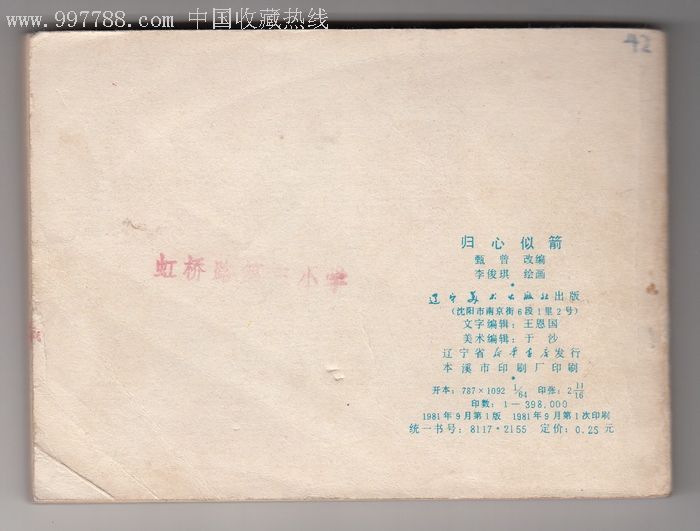 www.997788.com 中国收藏热线
42
虹桥路第三小学
归心似箭
甄曾 改编
李俊琪 绘画
辽宁美术出版社出版
(沈阳市南京街6段1里2号)
文字编辑：王恩国
美术编辑：于沙
辽宁省新华书店发行
本溪市印刷厂印刷
开本：787×1092 1/64 印张：2 11/16
印数：1—398,000
1981年9月第1版 1981年9月第1次印刷
统一书号：8117·2155 定价：0.25元